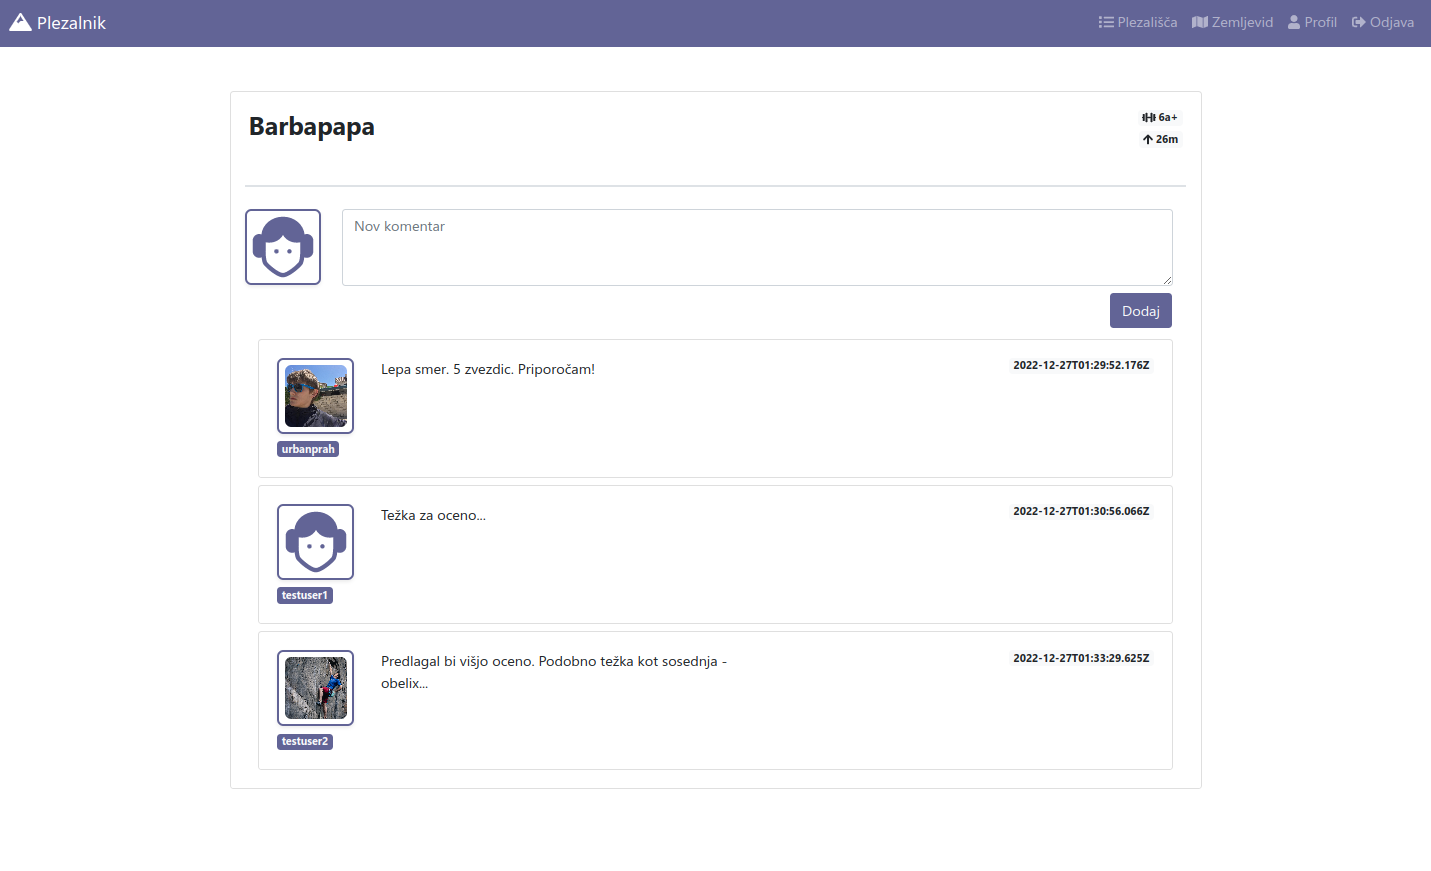 Plezalnik
Plezališča
Zemljevid
Profil
Odjava
Barbapapa
6a+
26m
Nov komentar
Dodaj
Lepa smer. 5 zvezdic. Priporočam!
2022-12-27T01:29:52.176Z
urbanprah
Težka za oceno...
2022-12-27T01:30:56.066Z
testuser1
Predlagal bi višjo oceno. Podobno težka kot sosednja -
obelix...
2022-12-27T01:33:29.625Z
testuser2